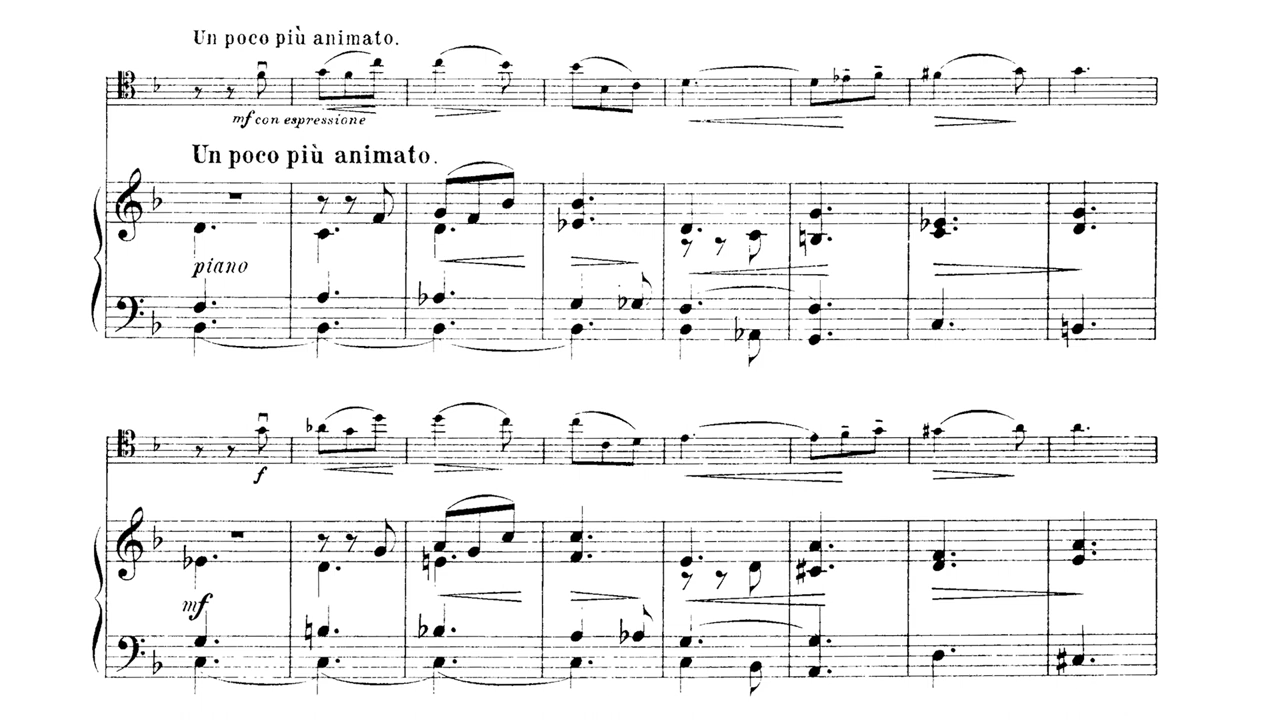 Un poco più animato.
mf con espressione
Un poco più animato.
piano
f
mf